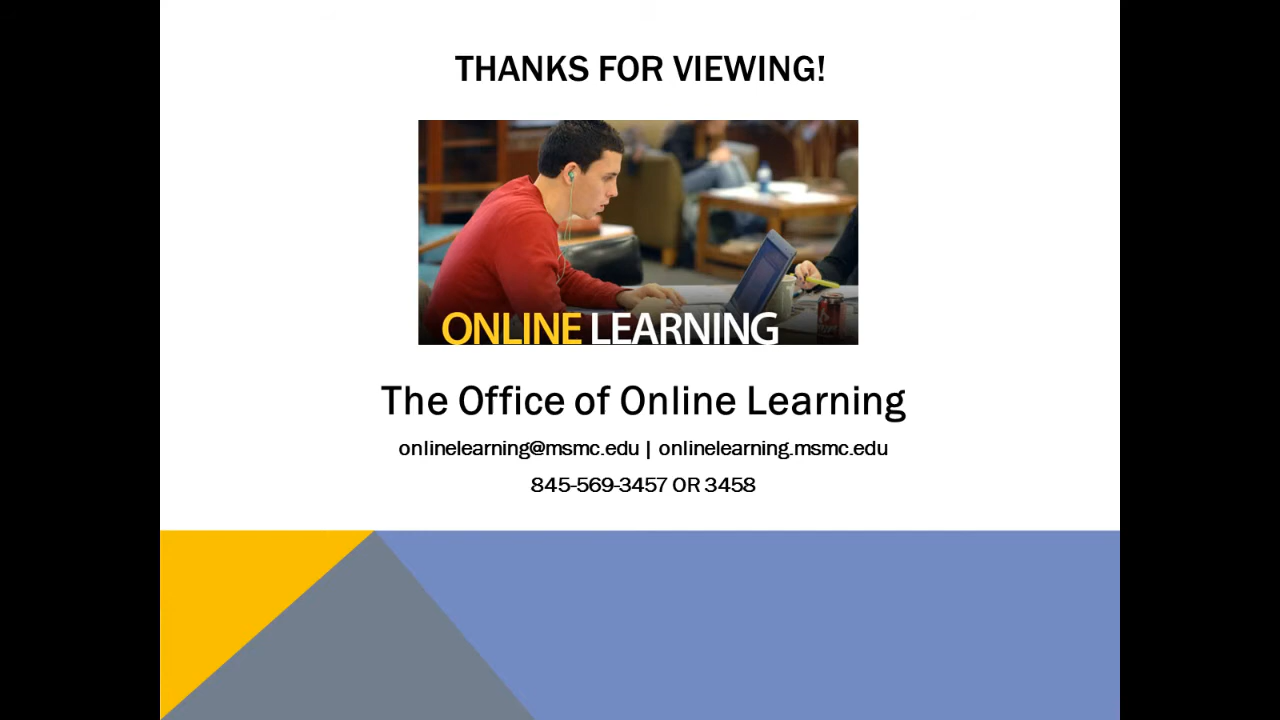 THANKS FOR VIEWING!
ONLINE LEARNING
The Office of Online Learning
onlinelearning@msmc.edu | onlinelearning.msmc.edu
845-569-3457 OR 3458